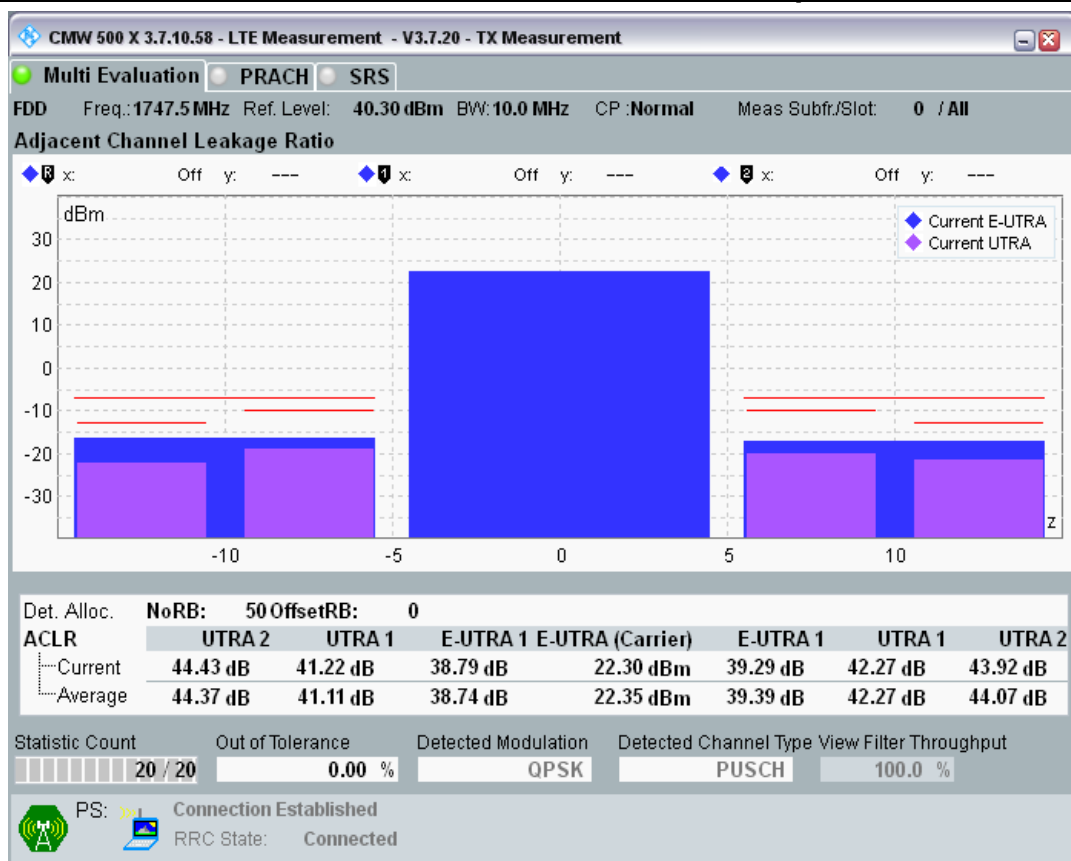 CMW 500 X 3.7.10.58 - LTE Measurement - V3.7.20 - TX Measurement
Multi Evaluation PRACH SRS
FDD Freq.: 1747.5 MHz Ref. Level: 40.30 dBm BW: 10.0 MHz CP :Normal Meas Subfr./Slot: 0 / All
Adjacent Channel Leakage Ratio
R x: Off y: --- 1 x: Off y: --- 2 x: Off y: ---
dBm
Current E-UTRA
Current UTRA
30
20
10
0
-10
-20
-30
z
-10 -5 0 5 10
Det. Alloc. NoRB: 50 OffsetRB: 0
ACLR UTRA 2 UTRA 1 E-UTRA 1 E-UTRA (Carrier) E-UTRA 1 UTRA 1 UTRA 2
Current 44.43 dB 41.22 dB 38.79 dB 22.30 dBm 39.29 dB 42.27 dB 43.92 dB
Average 44.37 dB 41.11 dB 38.74 dB 22.35 dBm 39.39 dB 42.27 dB 44.07 dB
Statistic Count Out of Tolerance Detected Modulation Detected Channel Type View Filter Throughput
20 / 20 0.00 % QPSK PUSCH 100.0 %
PS: Connection Established
RRC State: Connected